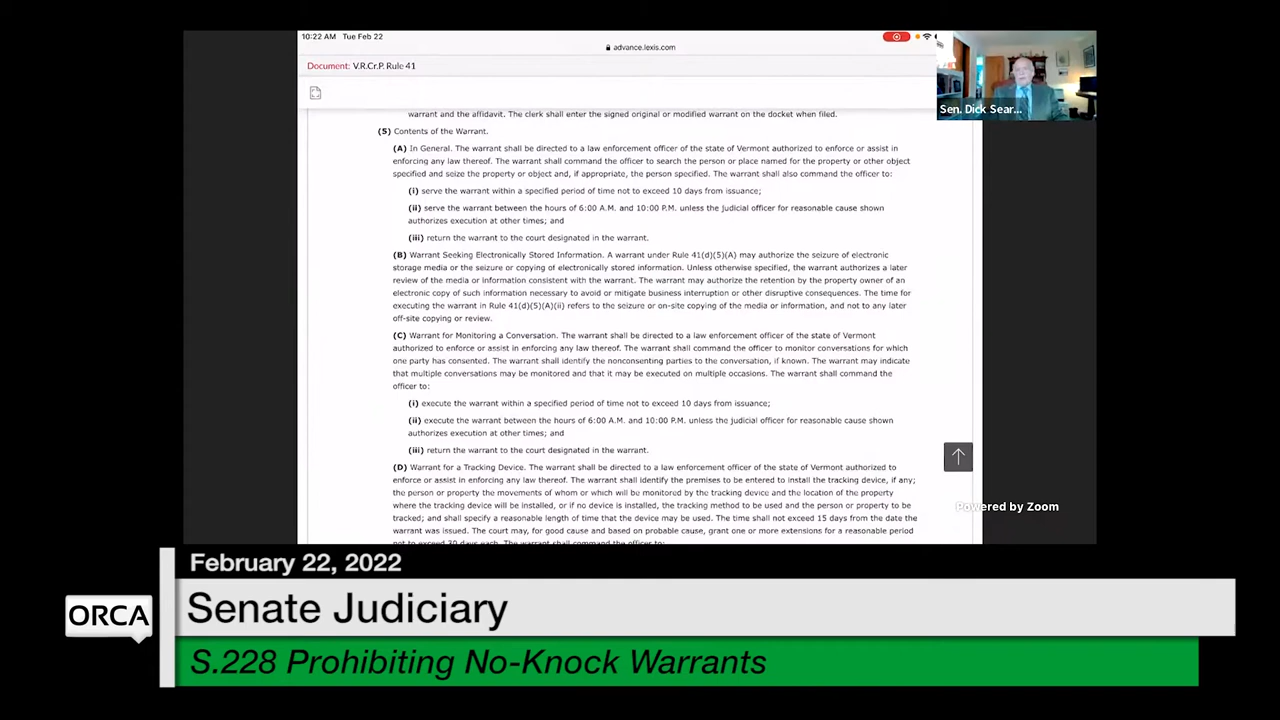 10:22 AM Tue Feb 22
advance.lexis.com
Document: V.R.Cr.P. Rule 41
Sen. Dick Sear...
warrant and the affidavit. The clerk shall enter the signed original or modified warrant on the docket when filed.
(5) Contents of the Warrant.
(A) In General. The warrant shall be directed to a law enforcement officer of the state of Vermont authorized to enforce or assist in
enforcing any law thereof. The warrant shall command the officer to search the person or place named for the property or other object
specified and seize the property or object and, if appropriate, the person specified. The warrant shall also command the officer to:
(i) serve the warrant within a specified period of time not to exceed 10 days from issuance;
(ii) serve the warrant between the hours of 6:00 A.M. and 10:00 P.M. unless the judicial officer for reasonable cause shown
authorizes execution at other times; and
(iii) return the warrant to the court designated in the warrant.
(B) Warrant Seeking Electronically Stored Information. A warrant under Rule 41(d)(5)(A) may authorize the seizure of electronic
storage media or the seizure or copying of electronically stored information. Unless otherwise specified, the warrant authorizes a later
review of the media or information consistent with the warrant. The warrant may authorize the retention by the property owner of an
electronic copy of such information necessary to avoid or mitigate business interruption or other disruptive consequences. The time for
executing the warrant in Rule 41(d)(5)(A)(ii) refers to the seizure or on-site copying of the media or information, and not to any later
off-site copying or review.
(C) Warrant for Monitoring a Conversation. The warrant shall be directed to a law enforcement officer of the state of Vermont
authorized to enforce or assist in enforcing any law thereof. The warrant shall command the officer to monitor conversations for which
one party has consented. The warrant shall identify the nonconsenting parties to the conversation, if known. The warrant may indicate
that multiple conversations may be monitored and that it may be executed on multiple occasions. The warrant shall command the
officer to:
(i) execute the warrant within a specified period of time not to exceed 10 days from issuance;
(ii) execute the warrant between the hours of 6:00 A.M. and 10:00 P.M. unless the judicial officer for reasonable cause shown
authorizes execution at other times; and
(iii) return the warrant to the court designated in the warrant.
(D) Warrant for a Tracking Device. The warrant shall be directed to a law enforcement officer of the state of Vermont authorized to
enforce or assist in enforcing any law thereof. The warrant shall identify the premises to be entered to install the tracking device, if any;
the person or property the movements of whom or which will be monitored by the tracking device and the location of the property
where the tracking device will be installed, or if no device is installed, the tracking method to be used and the person or property to be
tracked; and shall specify a reasonable length of time that the device may be used. The time shall not exceed 15 days from the date the
warrant was issued. The court may, for good cause and based on probable cause, grant one or more extensions for a reasonable period
not to exceed 30 days each. The warrant shall command the officer to:
Powered by Zoom
February 22, 2022
ORCA
Senate Judiciary
S.228 Prohibiting No-Knock Warrants